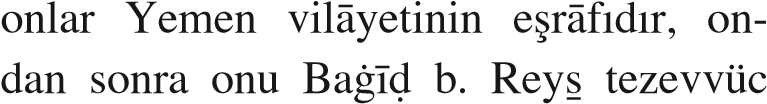 onlar Yemen vilāyetinin eşrāfıdır, on-
dan sonra onu Baġīḍ b. Reys̱ tezevvüc